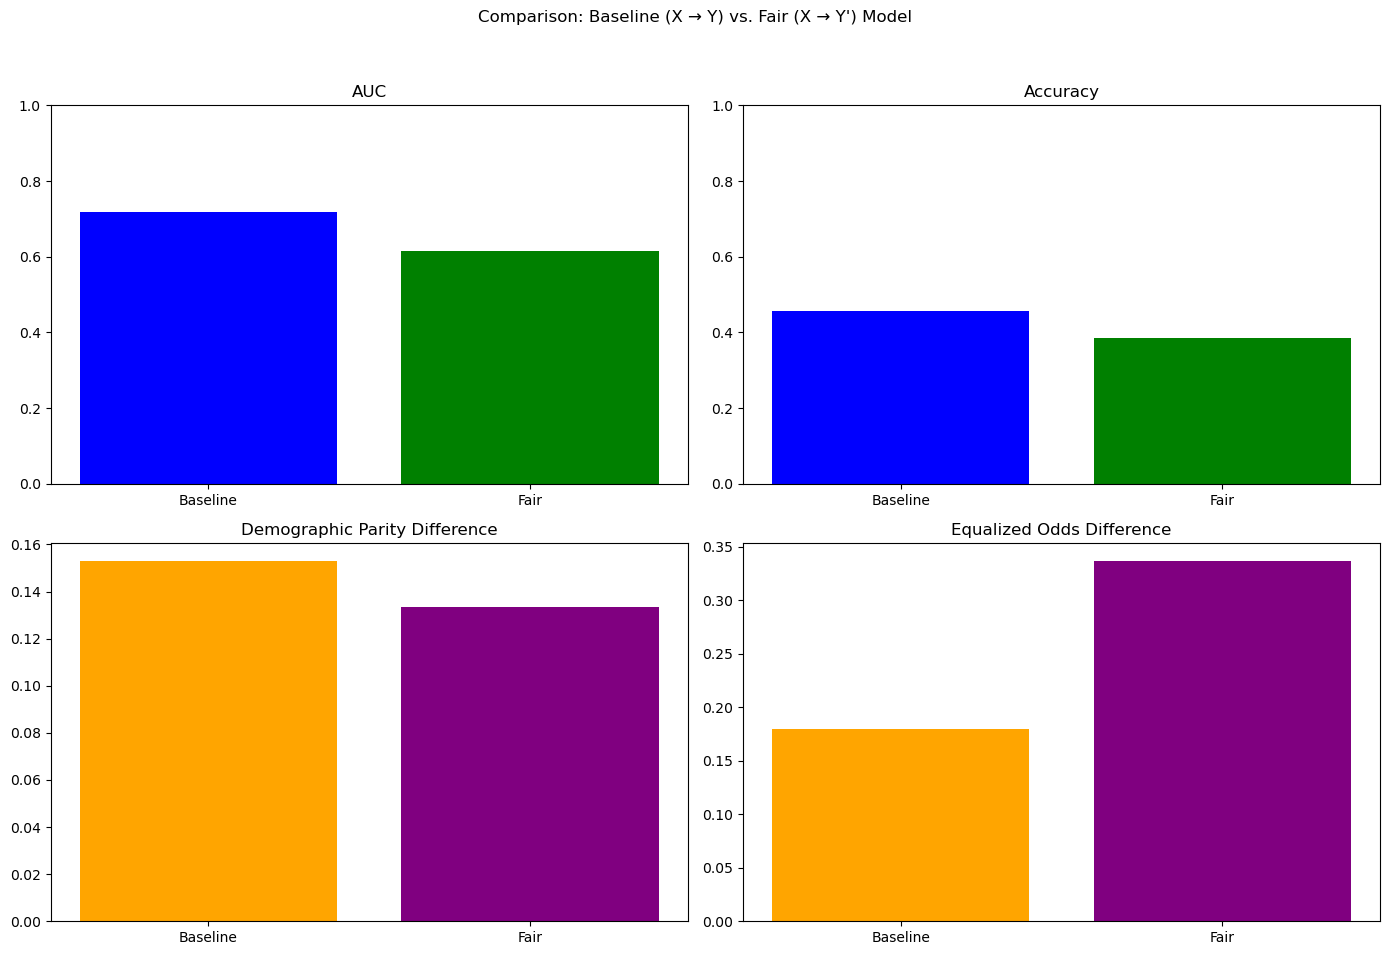 Comparison: Baseline (X → Y) vs. Fair (X → Y') Model
AUC
1.0
0.8
0.6
0.4
0.2
0.0
Baseline
Fair
Accuracy
1.0
0.8
0.6
0.4
0.2
0.0
Baseline
Fair
Demographic Parity Difference
0.16
0.14
0.12
0.10
0.08
0.06
0.04
0.02
0.00
Baseline
Fair
Equalized Odds Difference
0.35
0.30
0.25
0.20
0.15
0.10
0.05
0.00
Baseline
Fair